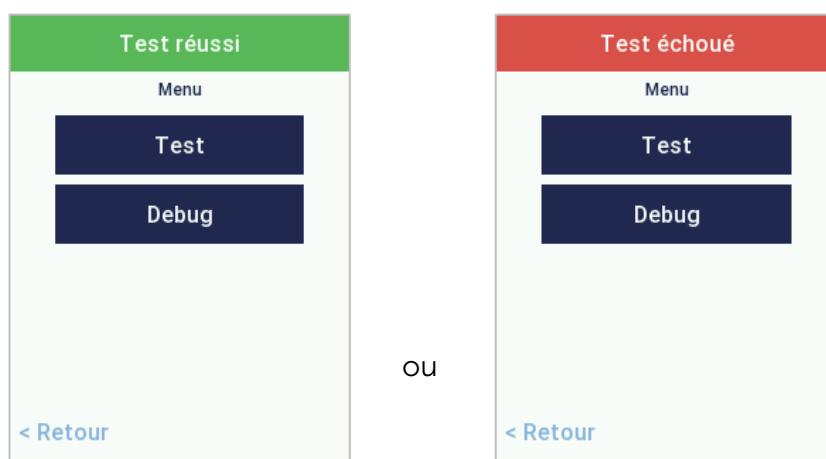 Test réussi
Menu
Test
Debug
< Retour
ou
Test échoué
Menu
Test
Debug
< Retour